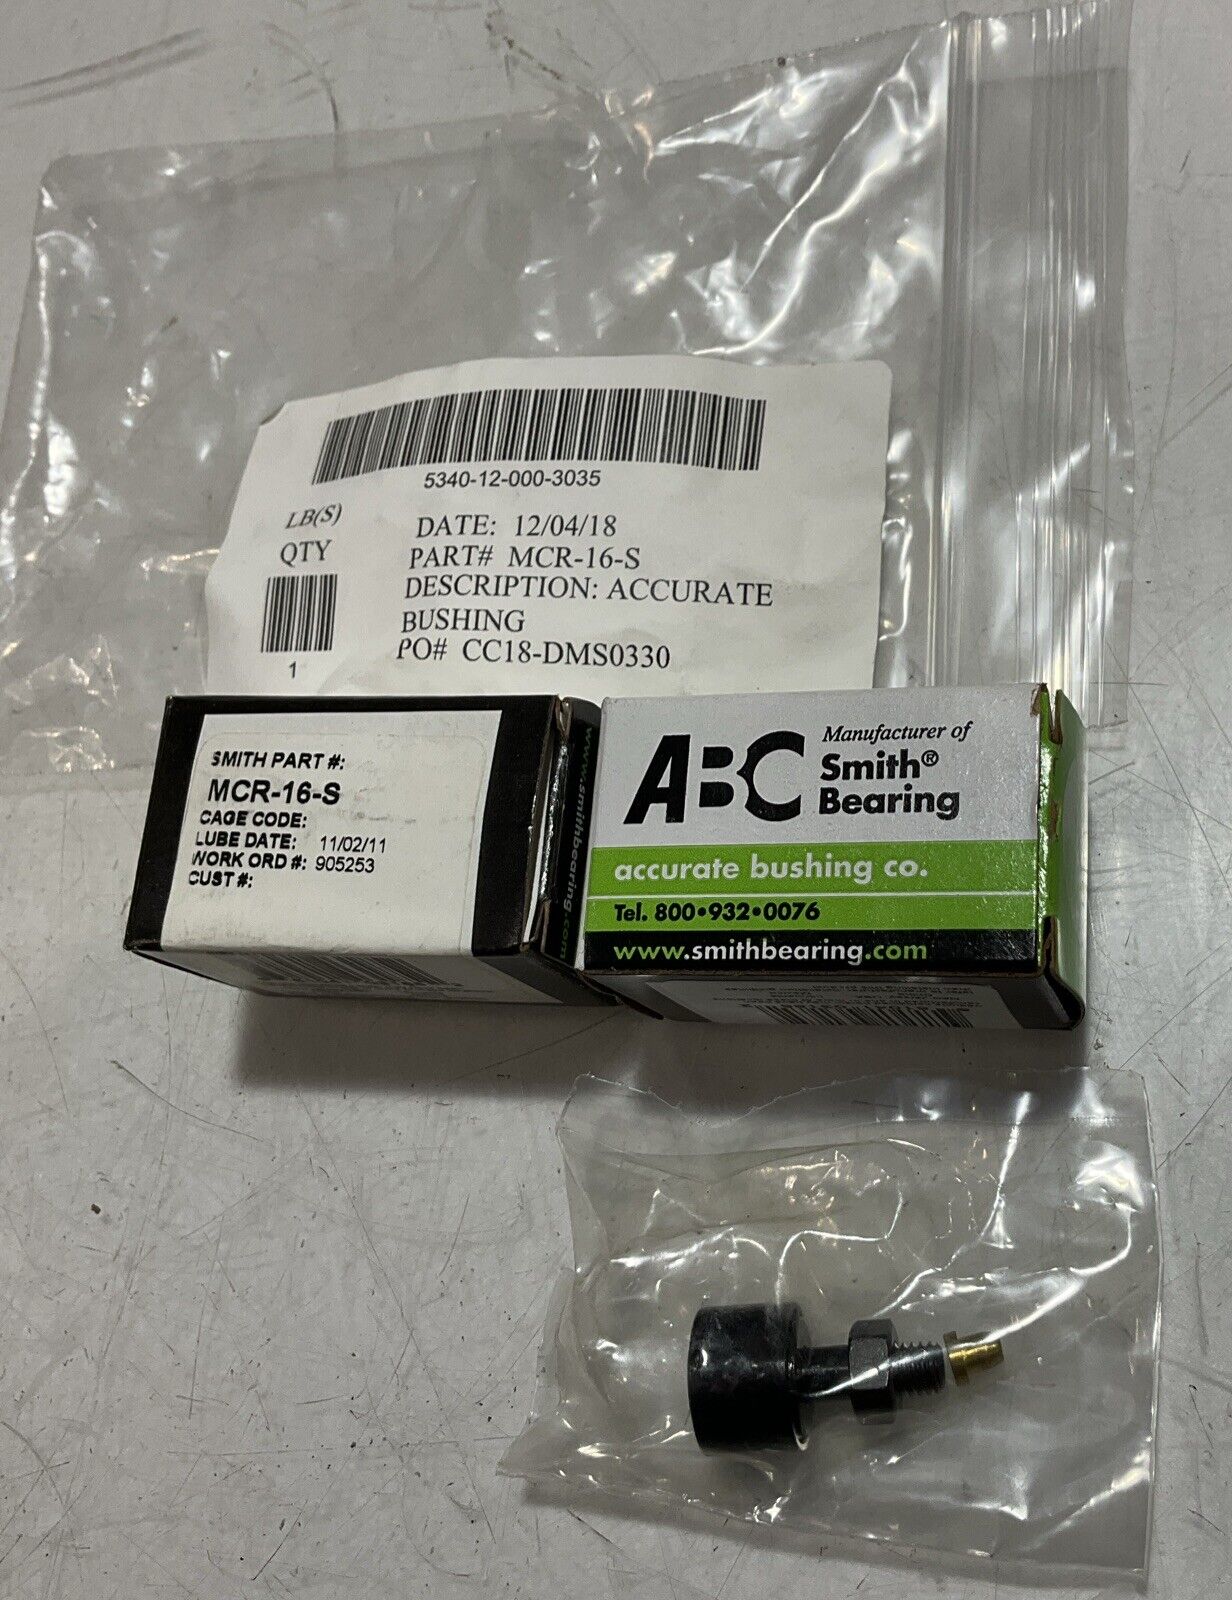 5340-12-000-3035
LB(S)
QTY
1
DATE: 12/04/18
PART# MCR-16-S
DESCRIPTION: ACCURATE
BUSHING
PO# CC18-DMS0330
SMITH PART #:
MCR-16-S
CAGE CODE:
LUBE DATE: 11/02/11
WORK ORD #: 905253
CUST #:
www.smithbearing.com
ABC
Manufacturer of
Smith®
Bearing
accurate bushing co.
Tel. 800•932•0076
www.smithbearing.com